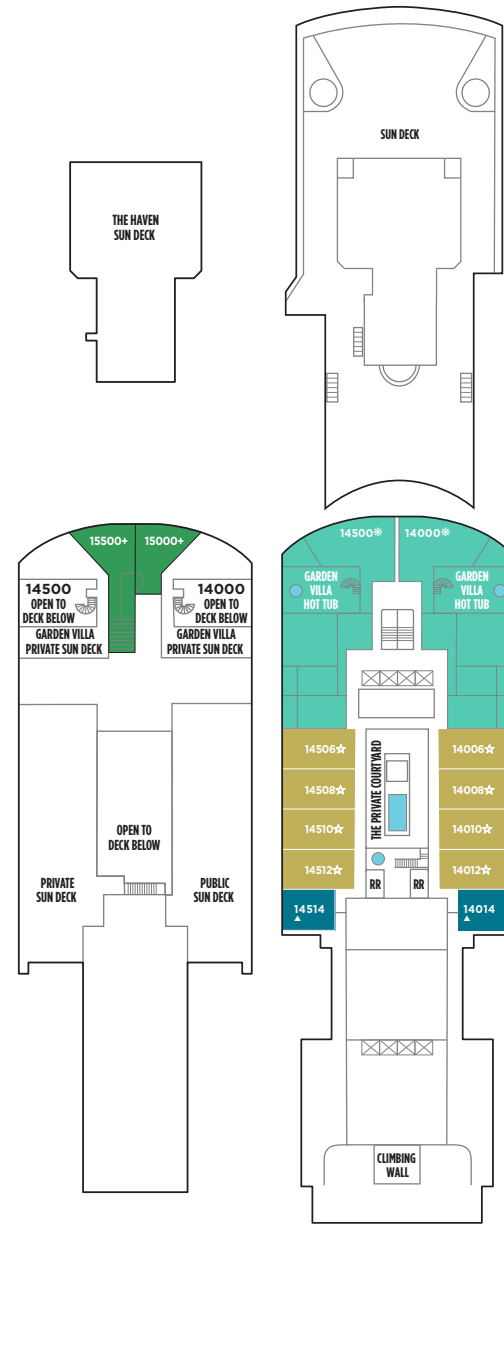 SUN DECK
THE HAVEN
SUN DECK
15500+
15000+
14500
OPEN TO
DECK BELOW
GARDEN VILLA
PRIVATE SUN DECK
14000
OPEN TO
DECK BELOW
GARDEN VILLA
PRIVATE SUN DECK
OPEN TO
DECK BELOW
PRIVATE
SUN DECK
PUBLIC
SUN DECK
14500❋
14000❋
GARDEN
VILLA
HOT TUB
GARDEN
VILLA
HOT TUB
THE PRIVATE COURTYARD
14506☆
14006☆
14508☆
14008☆
14510☆
14010☆
14512☆
14012☆
RR
RR
14514
▲
14014
▲
CLIMBING
WALL